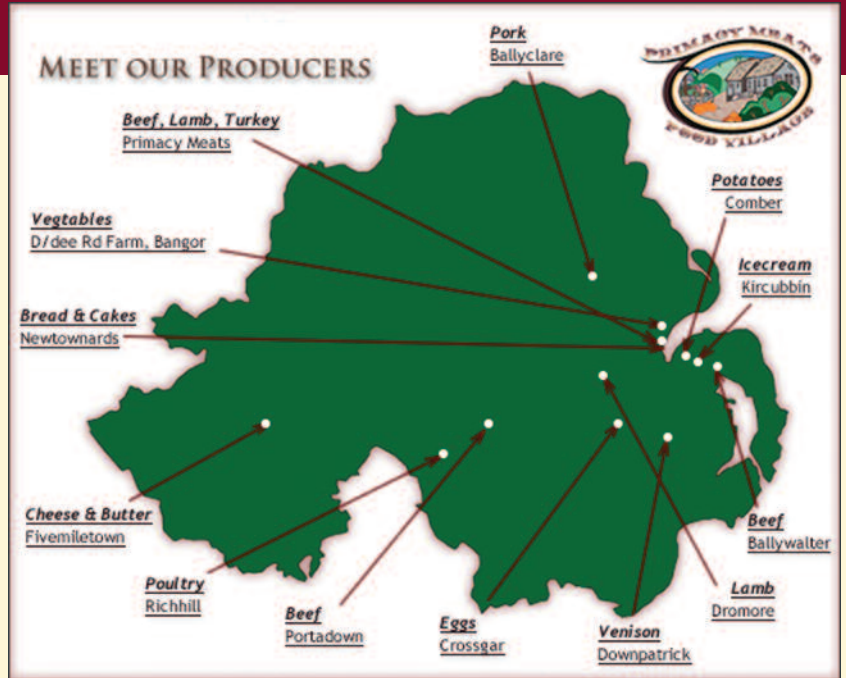 MEET OUR PRODUCERS
Pork
Ballyclare
PRIMACY MEATS
FOOD VILLAGE
Beef, Lamb, Turkey
Primacy Meats
Potatoes
Comber
Vegtables
D/dee Rd Farm, Bangor
Icecream
Kircubbin
Bread & Cakes
Newtownards
Cheese & Butter
Fivemiletown
Beef
Ballywalter
Poultry
Richhill
Lamb
Dromore
Beef
Portadown
Eggs
Crossgar
Venison
Downpatrick